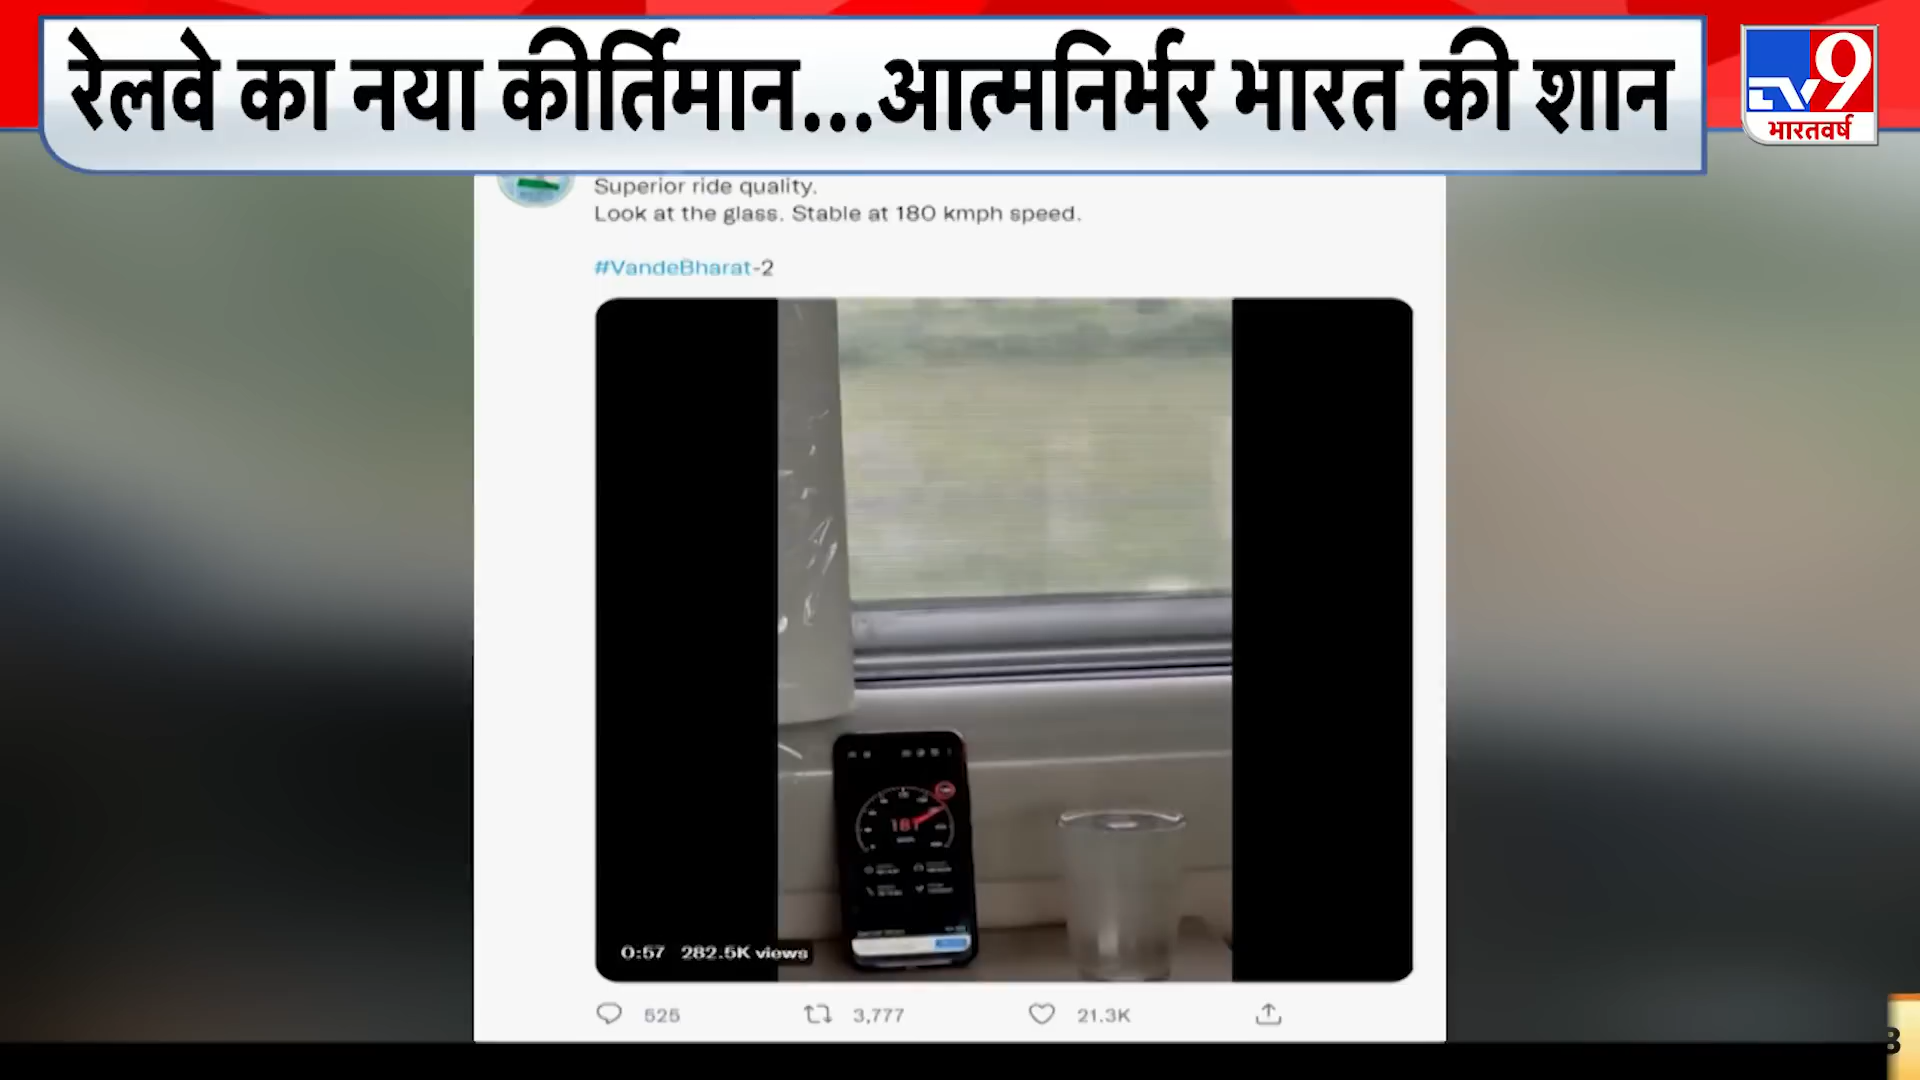 रेलवे का नया कीर्तिमान...आत्मनिर्भर भारत की शान
TV9
भारतवर्ष
Superior ride quality.
Look at the glass. Stable at 180 kmph speed.
#VandeBharat-2
181
0:57 282.5K views
525 3,777 21.3K